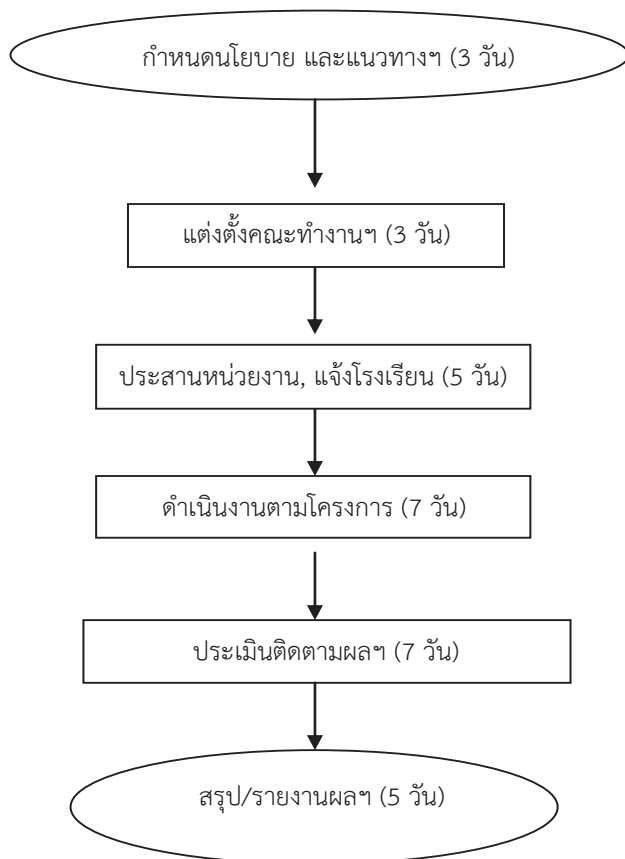 กำหนดนโยบาย และแนวทางฯ (3 วัน)
แต่งตั้งคณะทำงานฯ (3 วัน)
ประสานหน่วยงาน, แจ้งโรงเรียน (5 วัน)
ดำเนินงานตามโครงการ (7 วัน)
ประเมินติดตามผลฯ (7 วัน)
สรุป/รายงานผลฯ (5 วัน)